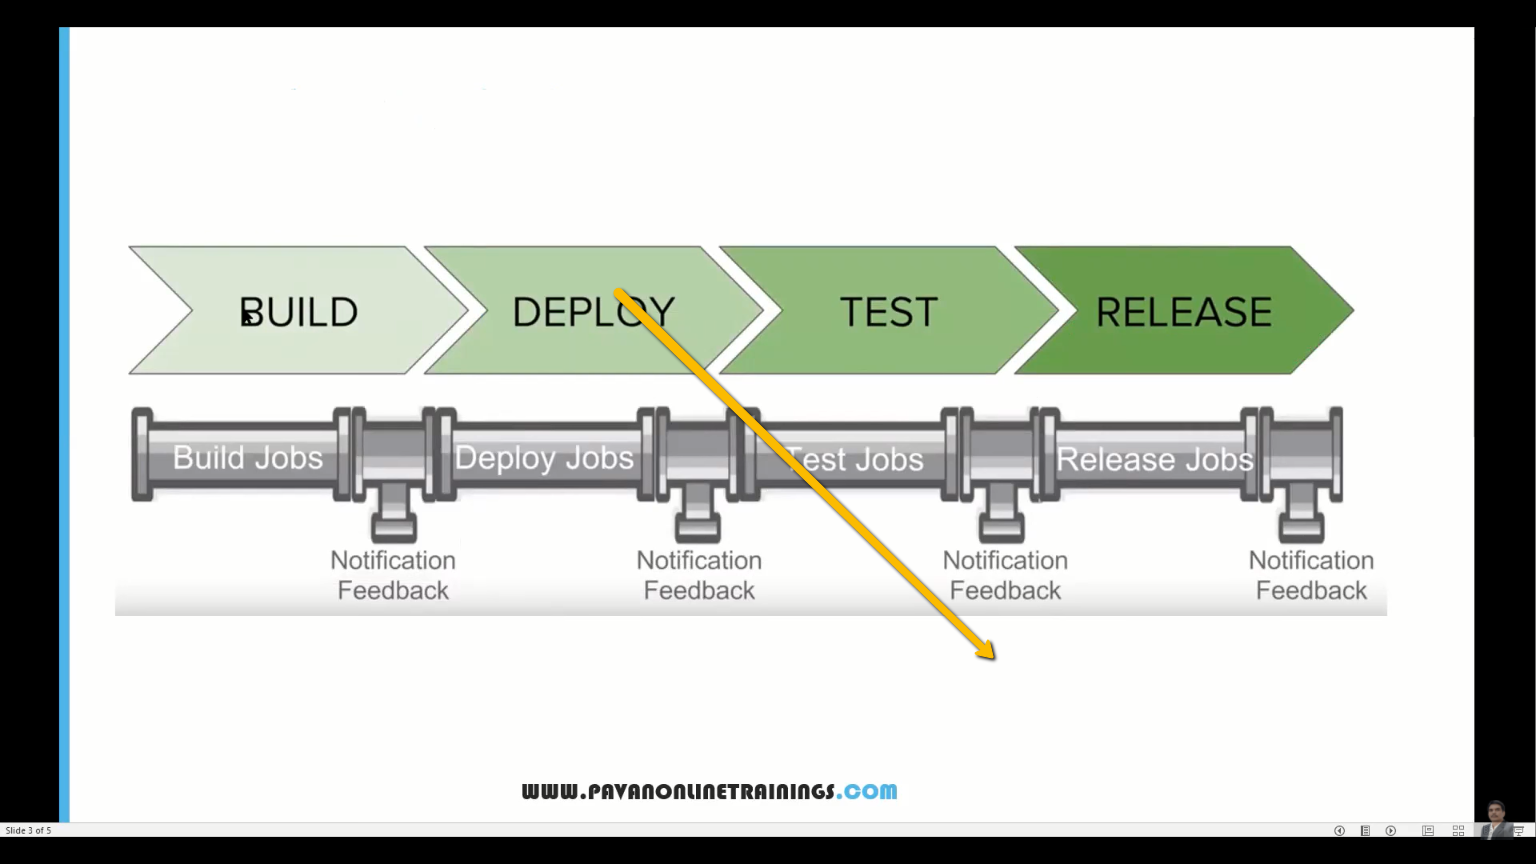 BUILD DEPLOY TEST RELEASE
Build Jobs Deploy Jobs Test Jobs Release Jobs
Notification Notification Notification Notification
Feedback Feedback Feedback Feedback
WWW.PAVANONLINETRAININGS.COM
Slide 3 of 5